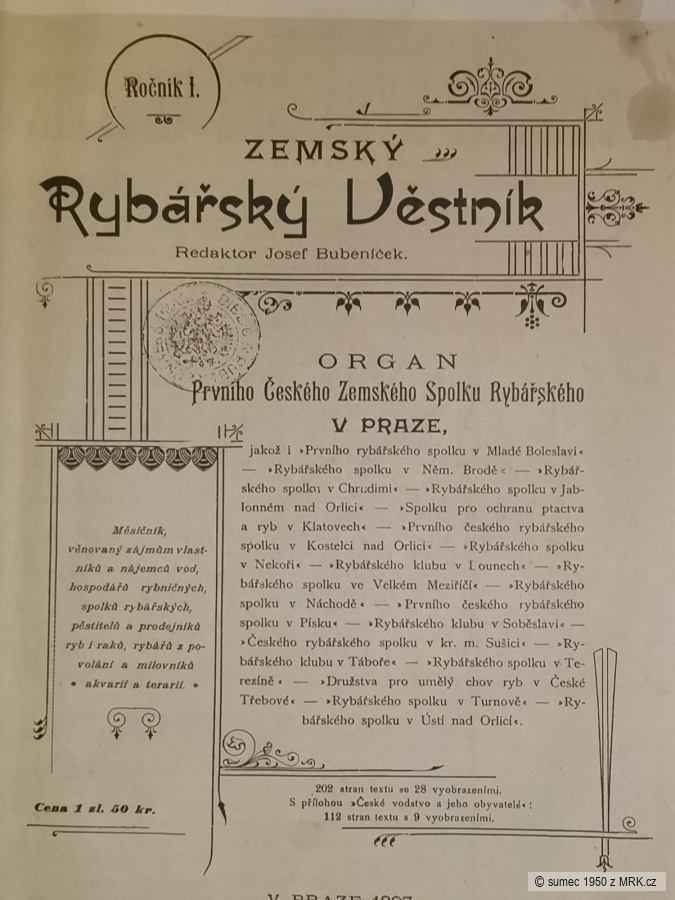 Ročník I.
ZEMSKÝ
Rybářský Věstník
Redaktor Josef Bubeníček.
ORGAN
Prvního Českého Zemského Spolku Rybářského
V PRAZE,
jakož i »Prvního rybářského spolku v Mladé Boleslavi«
— »Rybářského spolku v Něm. Brodě« — »Rybář-
ského spolku v Chrudimi« — »Rybářského spolku v Jab-
lonném nad Orlicí« — »Spolku pro ochranu ptactva
a ryb v Klatovech« — »Prvního českého rybářského
spolku v Kostelci nad Orlicí« — »Rybářského spolku
v Nekoři« — »Rybářského klubu v Lounech« — »Ry-
bářského spolku ve Velkém Meziříčí« — »Rybářského
spolku v Náchodě« — »Prvního českého rybářského
spolku v Písku« — »Rybářského klubu v Soběslavi« —
»Českého rybářského spolku v kr. m. Sušici« — »Ry-
bářského klubu v Táboře« — »Rybářského spolku v Te-
rezíně« — »Družstva pro umělý chov ryb v České
Třebové« — »Rybářského spolku v Turnově« — »Ry-
bářského spolku v Ústí nad Orlicí«.
Měsíčník,
věnovaný zájmům vlast-
níků a nájemců vod,
hospodářů rybničných,
spolků rybářských,
pěstitelů a prodejníků
ryb i raků, rybářů z po-
volání a milovníků
* akvarií a terarií. *
Cena 1 zl. 50 kr.
202 stran textu se 28 vyobrazeními.
S přílohou »České vodstvo a jeho obyvatelé«:
112 stran textu s 9 vyobrazeními.
V PRAZE 1897
© sumec 1950 z MRK.cz